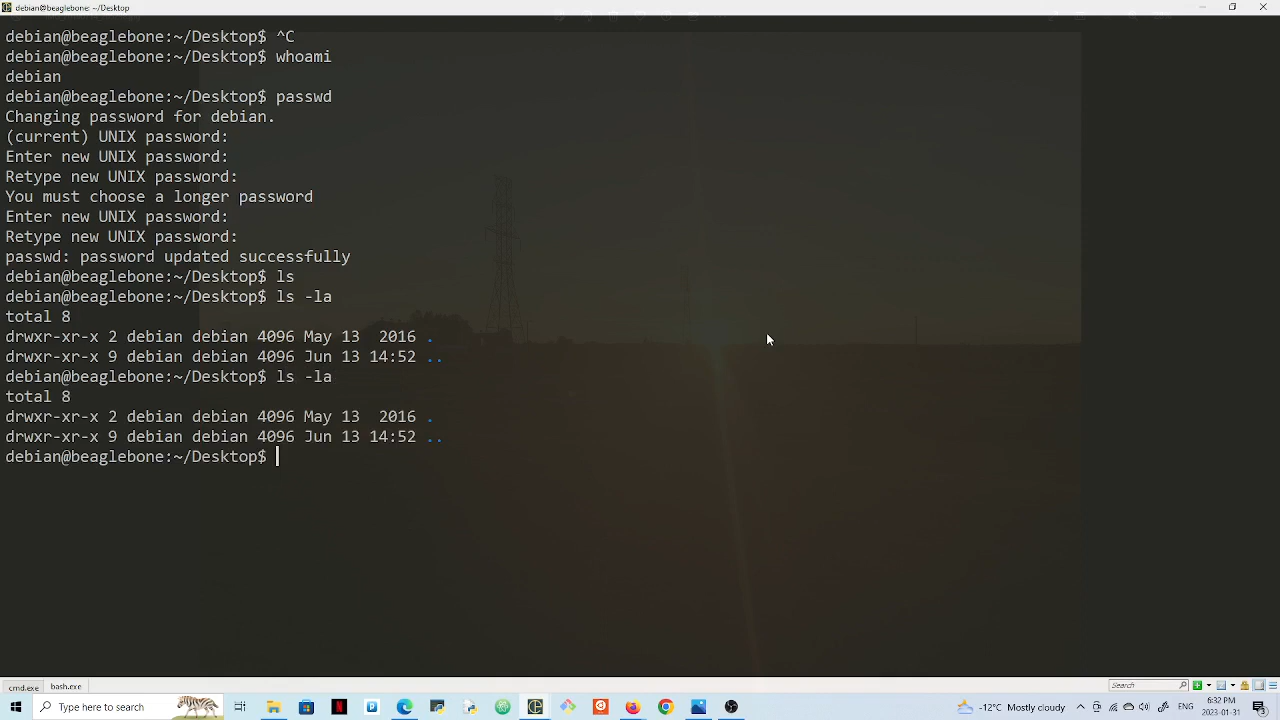 debian@beaglebone ~/Desktop
debian@beaglebone:~/Desktop$ ^C
debian@beaglebone:~/Desktop$ whoami
debian
debian@beaglebone:~/Desktop$ passwd
Changing password for debian.
(current) UNIX password:
Enter new UNIX password:
Retype new UNIX password:
You must choose a longer password
Enter new UNIX password:
Retype new UNIX password:
passwd: password updated successfully
debian@beaglebone:~/Desktop$ ls
debian@beaglebone:~/Desktop$ ls -la
total 8
drwxr-xr-x 2 debian debian 4096 May 13  2016 .
drwxr-xr-x 9 debian debian 4096 Jun 13 14:52 ..
debian@beaglebone:~/Desktop$ ls -la
total 8
drwxr-xr-x 2 debian debian 4096 May 13  2016 .
drwxr-xr-x 9 debian debian 4096 Jun 13 14:52 ..
debian@beaglebone:~/Desktop$
cmd.exe bash.exe Search
Type here to search
-12°C Mostly cloudy
ENG
6:32 PM
2023-01-31